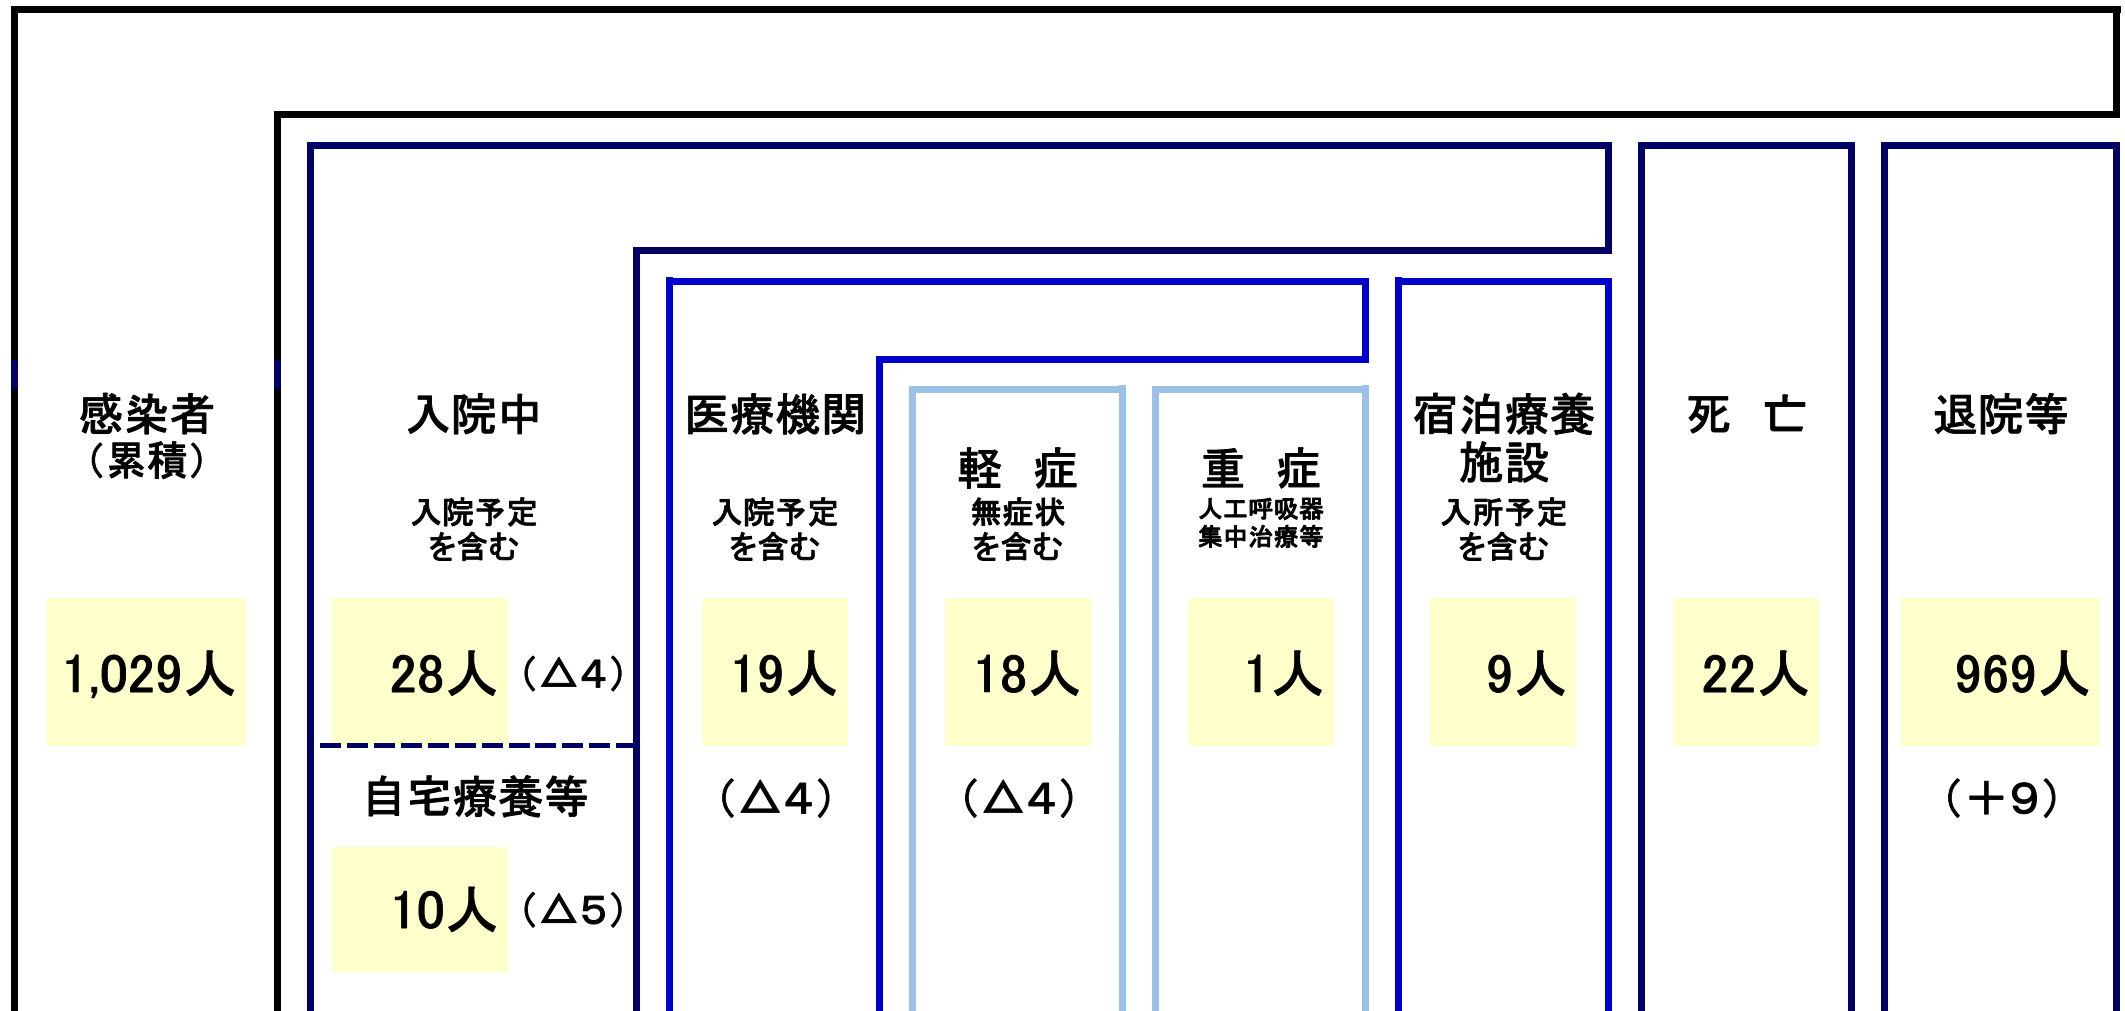 感染者
（累積）
1,029人
入院中
入院予定
を含む
28人（△4）
自宅療養等
10人（△5）
医療機関
入院予定
を含む
19人
（△4）
軽　症
無症状
を含む
18人
（△4）
重　症
人工呼吸器
集中治療等
1人
宿泊療養
施設
入所予定
を含む
9人
死　亡
22人
退院等
969人
（＋9）